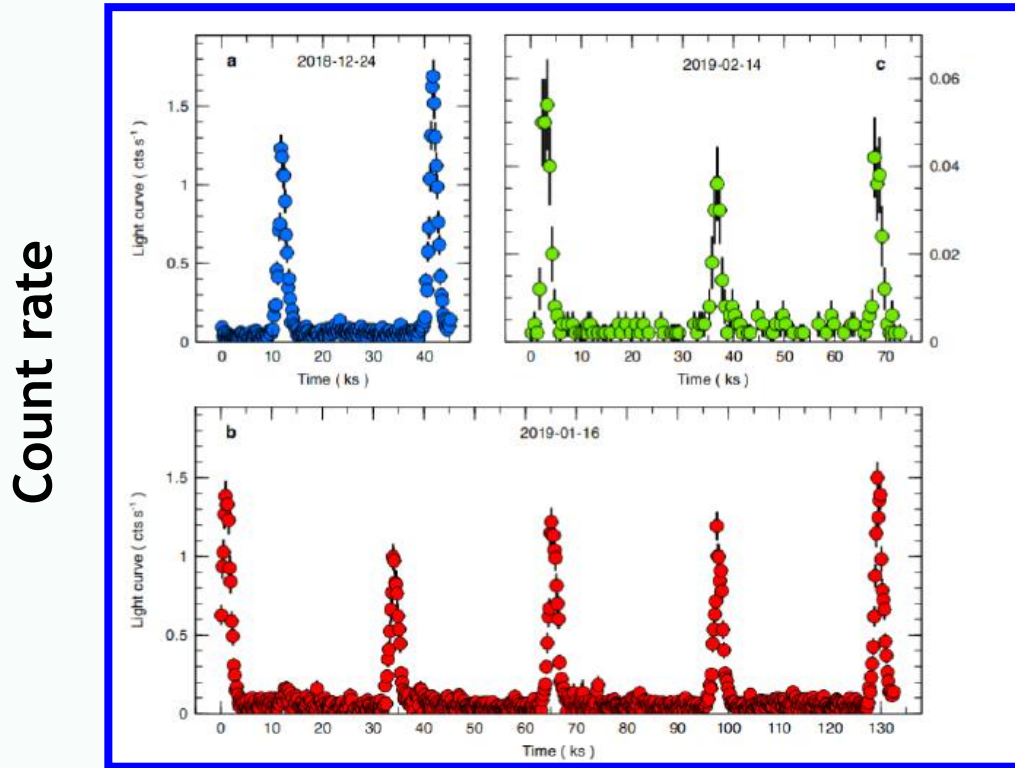 Count rate
a 2018-12-24
Light curve ( cts s⁻¹ )
1.5
1
0.5
0
0 10 20 30 40
Time ( ks )
2019-02-14 c
0.06
0.04
0.02
0
0 10 20 30 40 50 60 70
Time ( ks )
b 2019-01-16
Light curve ( cts s⁻¹ )
1.5
1
0.5
0
0 10 20 30 40 50 60 70 80 90 100 110 120 130
Time ( ks )